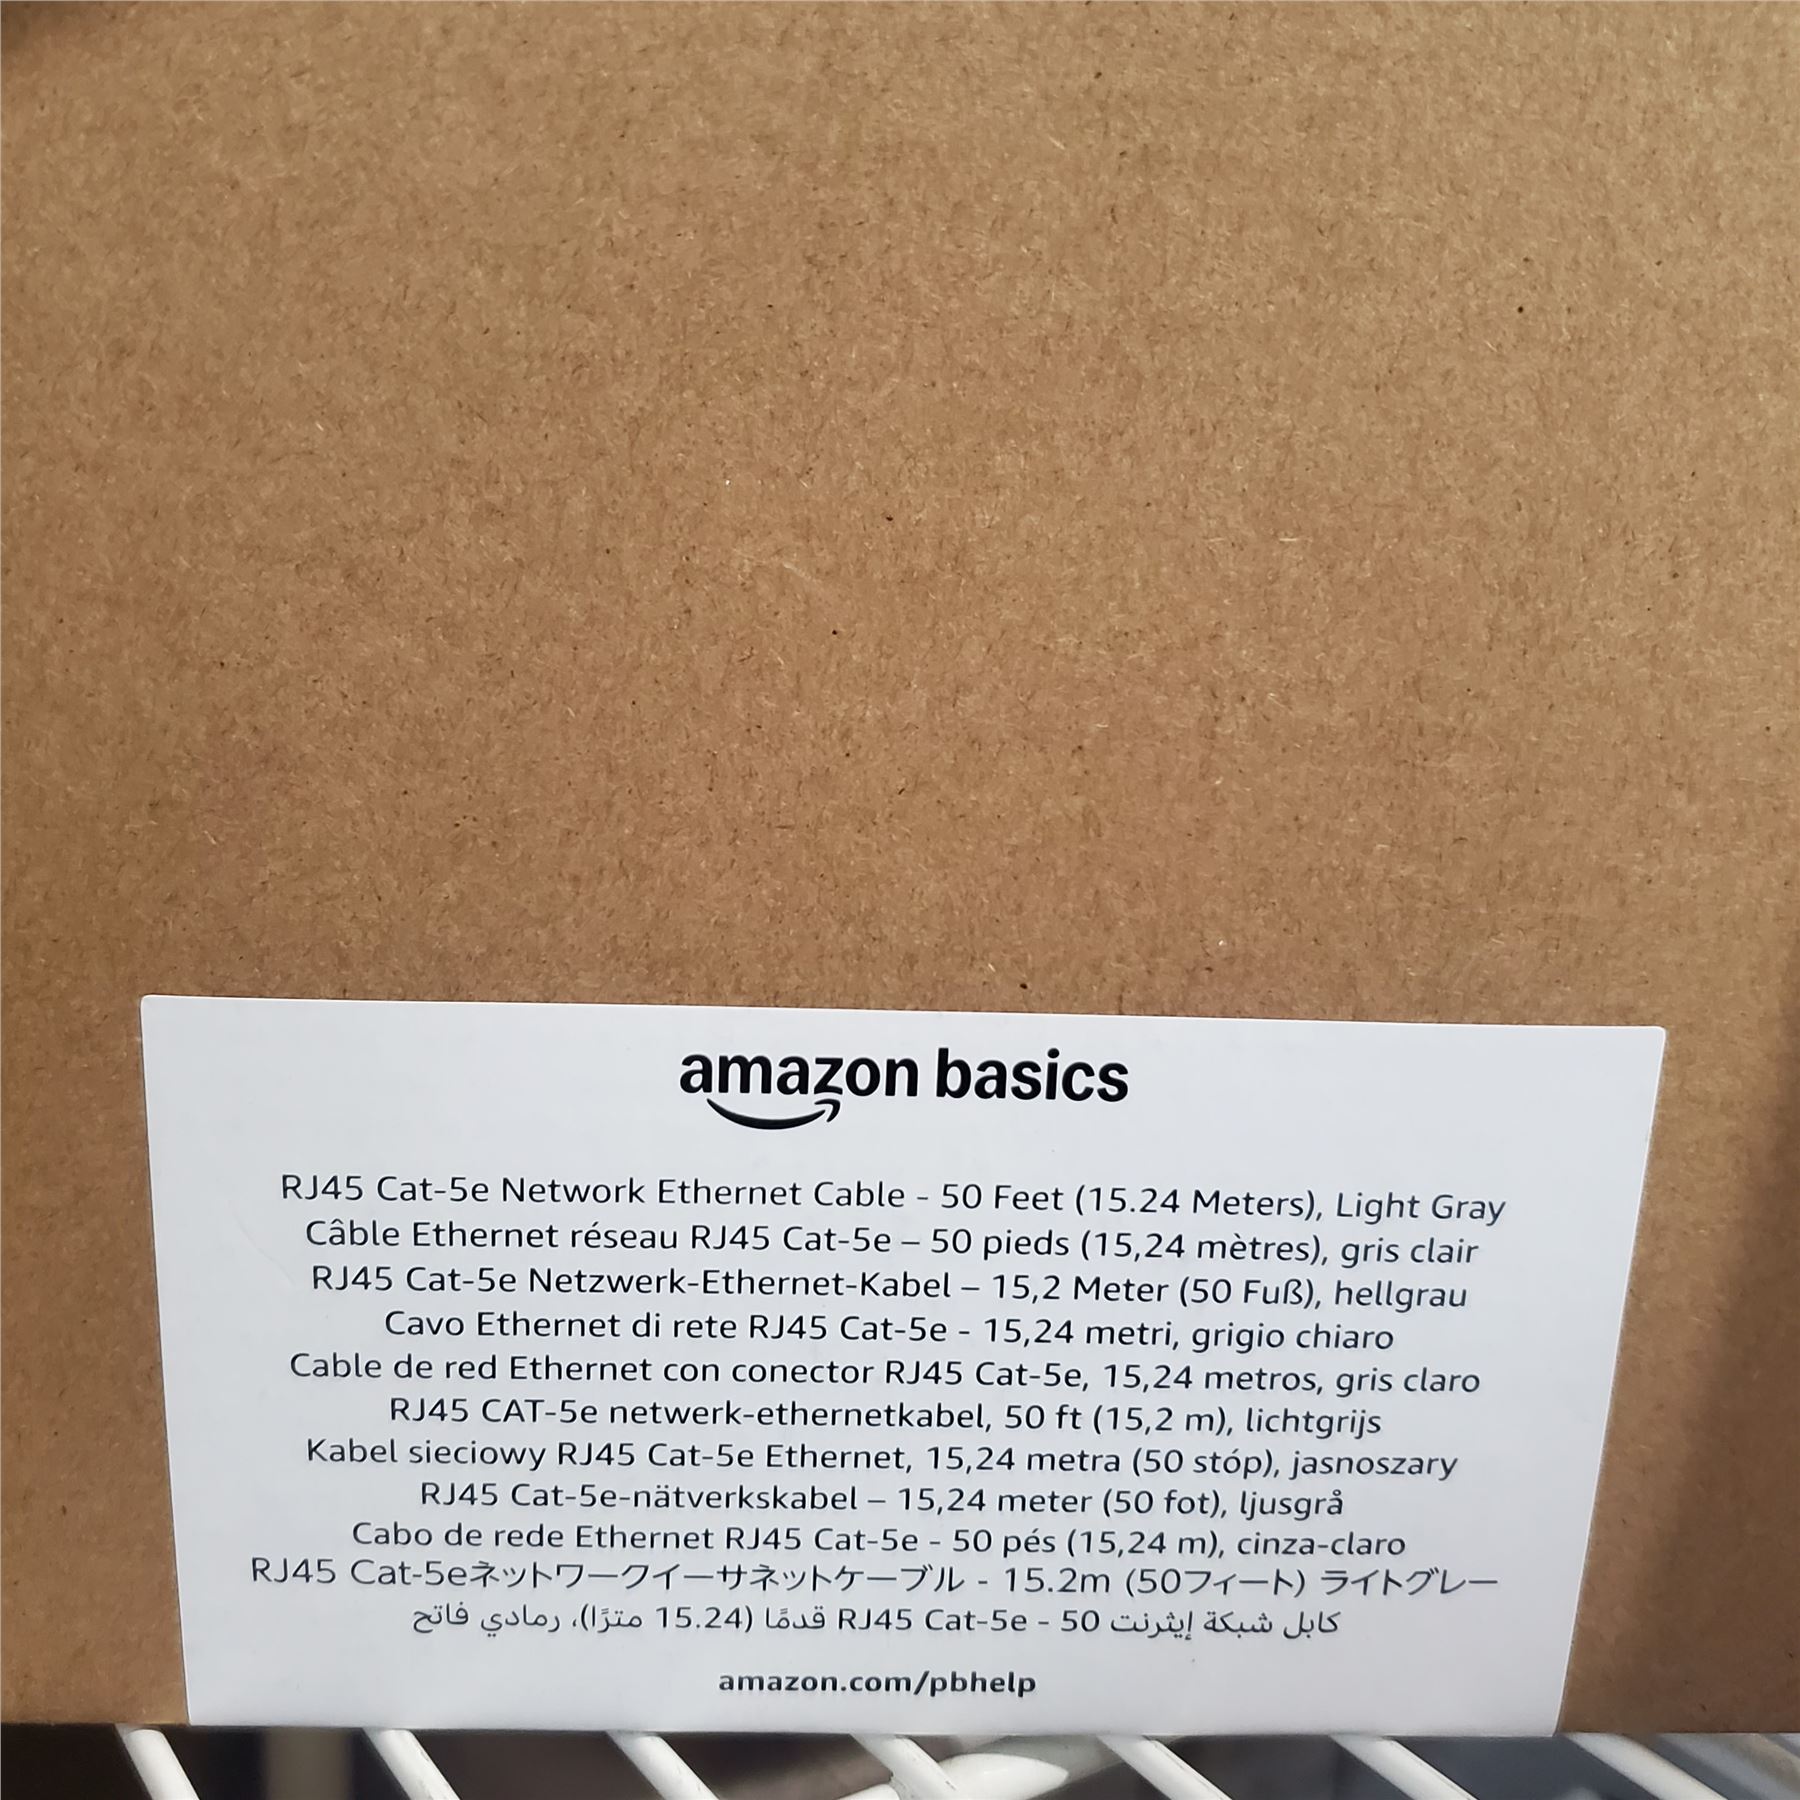 amazon basics
RJ45 Cat-5e Network Ethernet Cable - 50 Feet (15.24 Meters), Light Gray
Câble Ethernet réseau RJ45 Cat-5e – 50 pieds (15,24 mètres), gris clair
RJ45 Cat-5e Netzwerk-Ethernet-Kabel – 15,2 Meter (50 Fuß), hellgrau
Cavo Ethernet di rete RJ45 Cat-5e - 15,24 metri, grigio chiaro
Cable de red Ethernet con conector RJ45 Cat-5e, 15,24 metros, gris claro
RJ45 CAT-5e netwerk-ethernetkabel, 50 ft (15,2 m), lichtgrijs
Kabel sieciowy RJ45 Cat-5e Ethernet, 15,24 metra (50 stóp), jasnoszary
RJ45 Cat-5e-nätverkskabel – 15,24 meter (50 fot), ljusgrå
Cabo de rede Ethernet RJ45 Cat-5e - 50 pés (15,24 m), cinza-claro
RJ45 Cat-5eネットワークイーサネットケーブル - 15.2m (50フィート) ライトグレー
كابل شبكة إيثرنت RJ45 Cat-5e - 50 قدمًا (15.24 مترًا)، رمادي فاتح
amazon.com/pbhelp